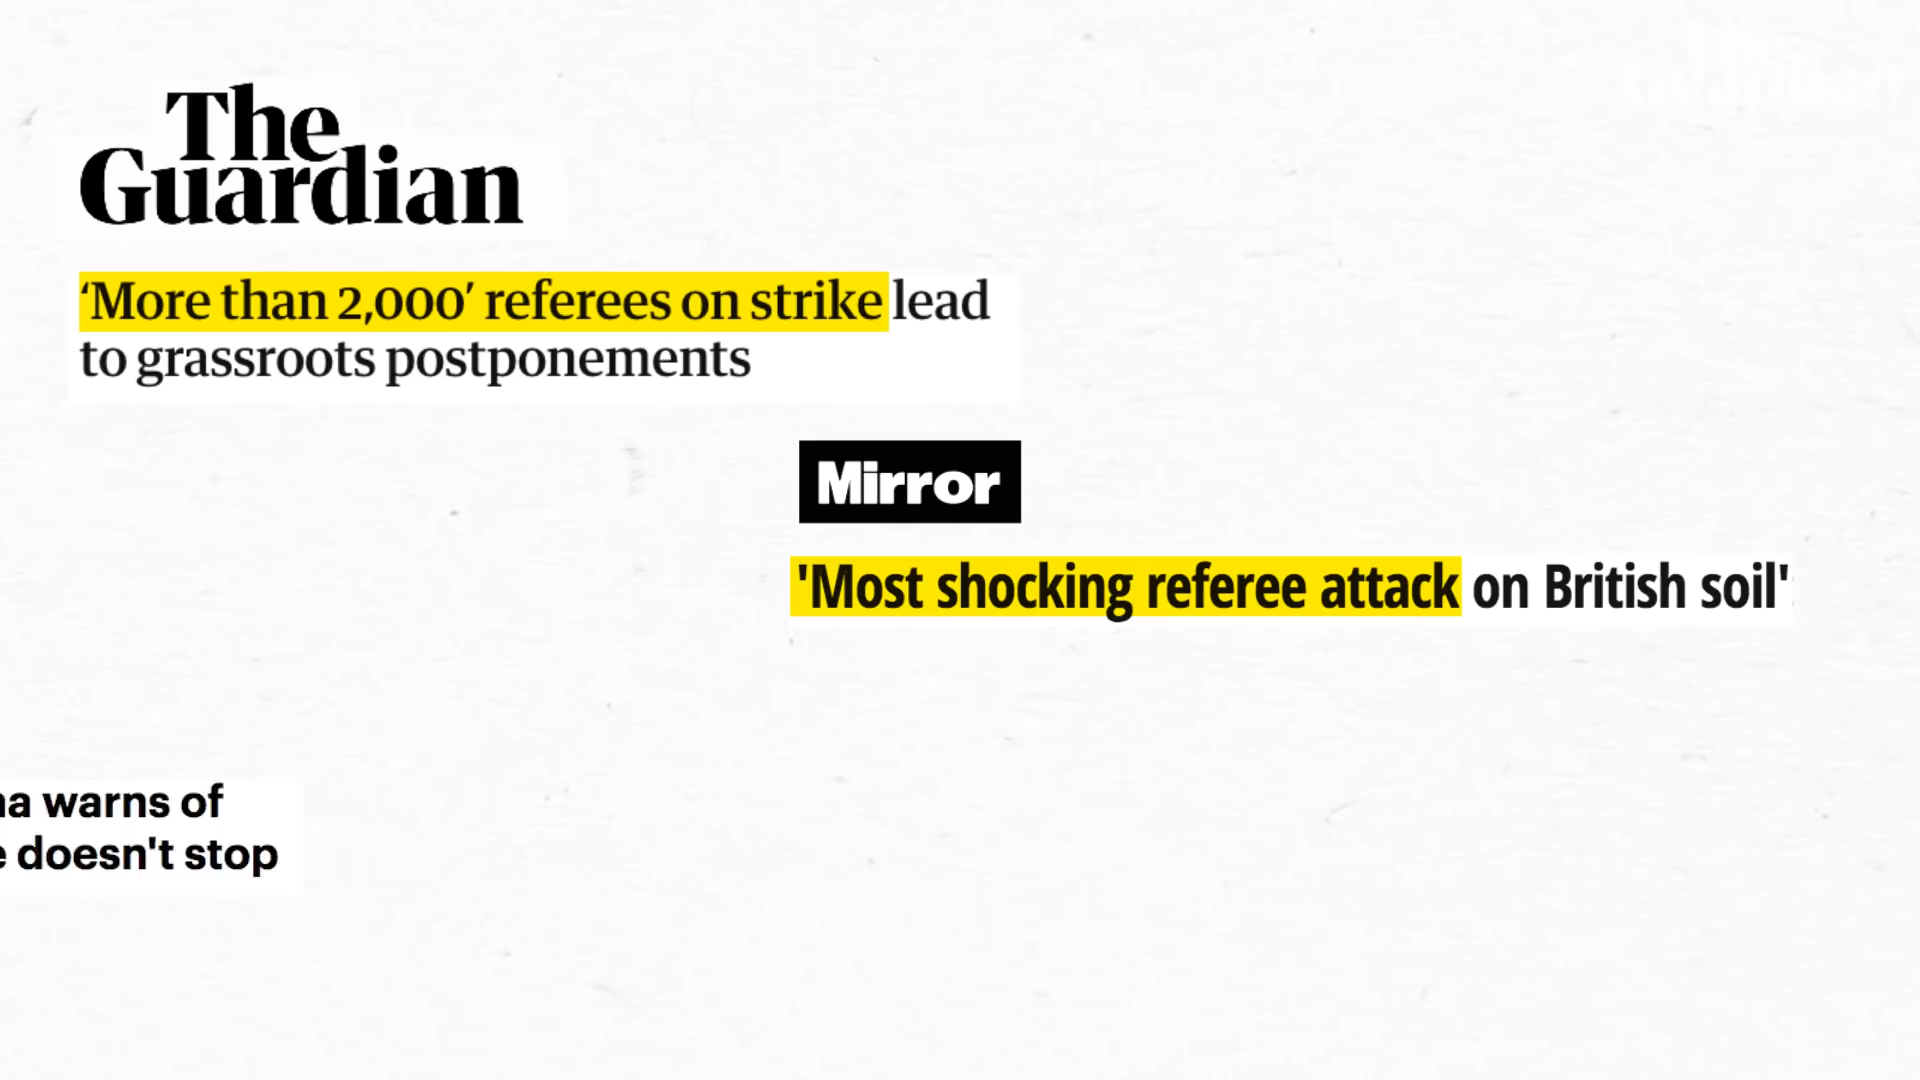 The
Guardian
‘More than 2,000’ referees on strike lead
to grassroots postponements
Mirror
'Most shocking referee attack on British soil'
warns of
doesn't stop